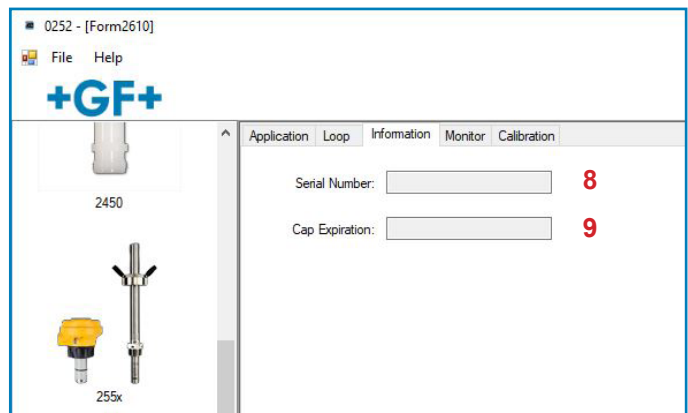 0252 - [Form2610]
File Help
+GF+
Application Loop Information Monitor Calibration
Serial Number: 8
2450
Cap Expiration: 9
255x